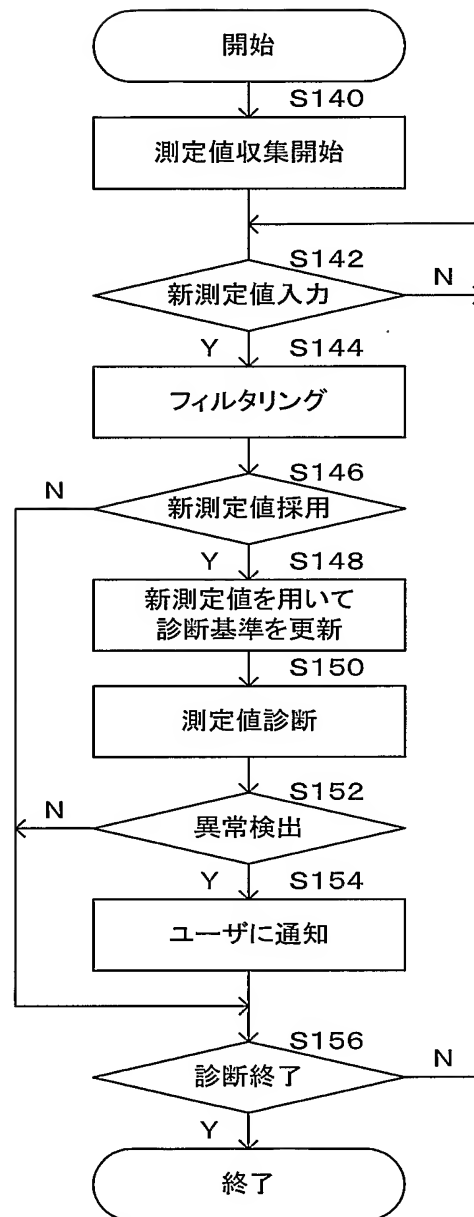 開始
S140
測定値収集開始
S142
新測定値入力
N
Y
S144
フィルタリング
S146
N
新測定値採用
Y
S148
新測定値を用いて
診断基準を更新
S150
測定値診断
S152
N
異常検出
Y
S154
ユーザに通知
S156
診断終了
N
Y
終了